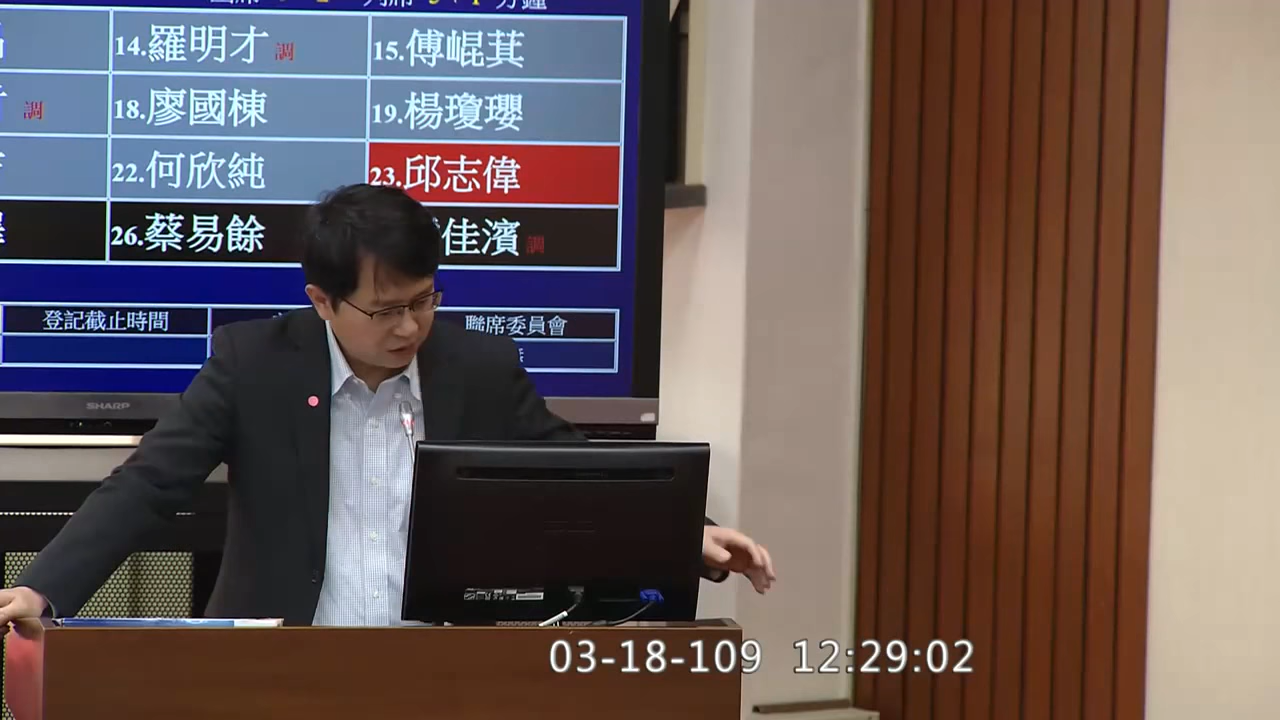 14.羅明才 調
15.傅崐萁
調
18.廖國棟
19.楊瓊瓔
22.何欣純
23.邱志偉
26.蔡易餘
佳濱 調
登記截止時間
聯席委員會
SHARP
03-18-109 12:29:02